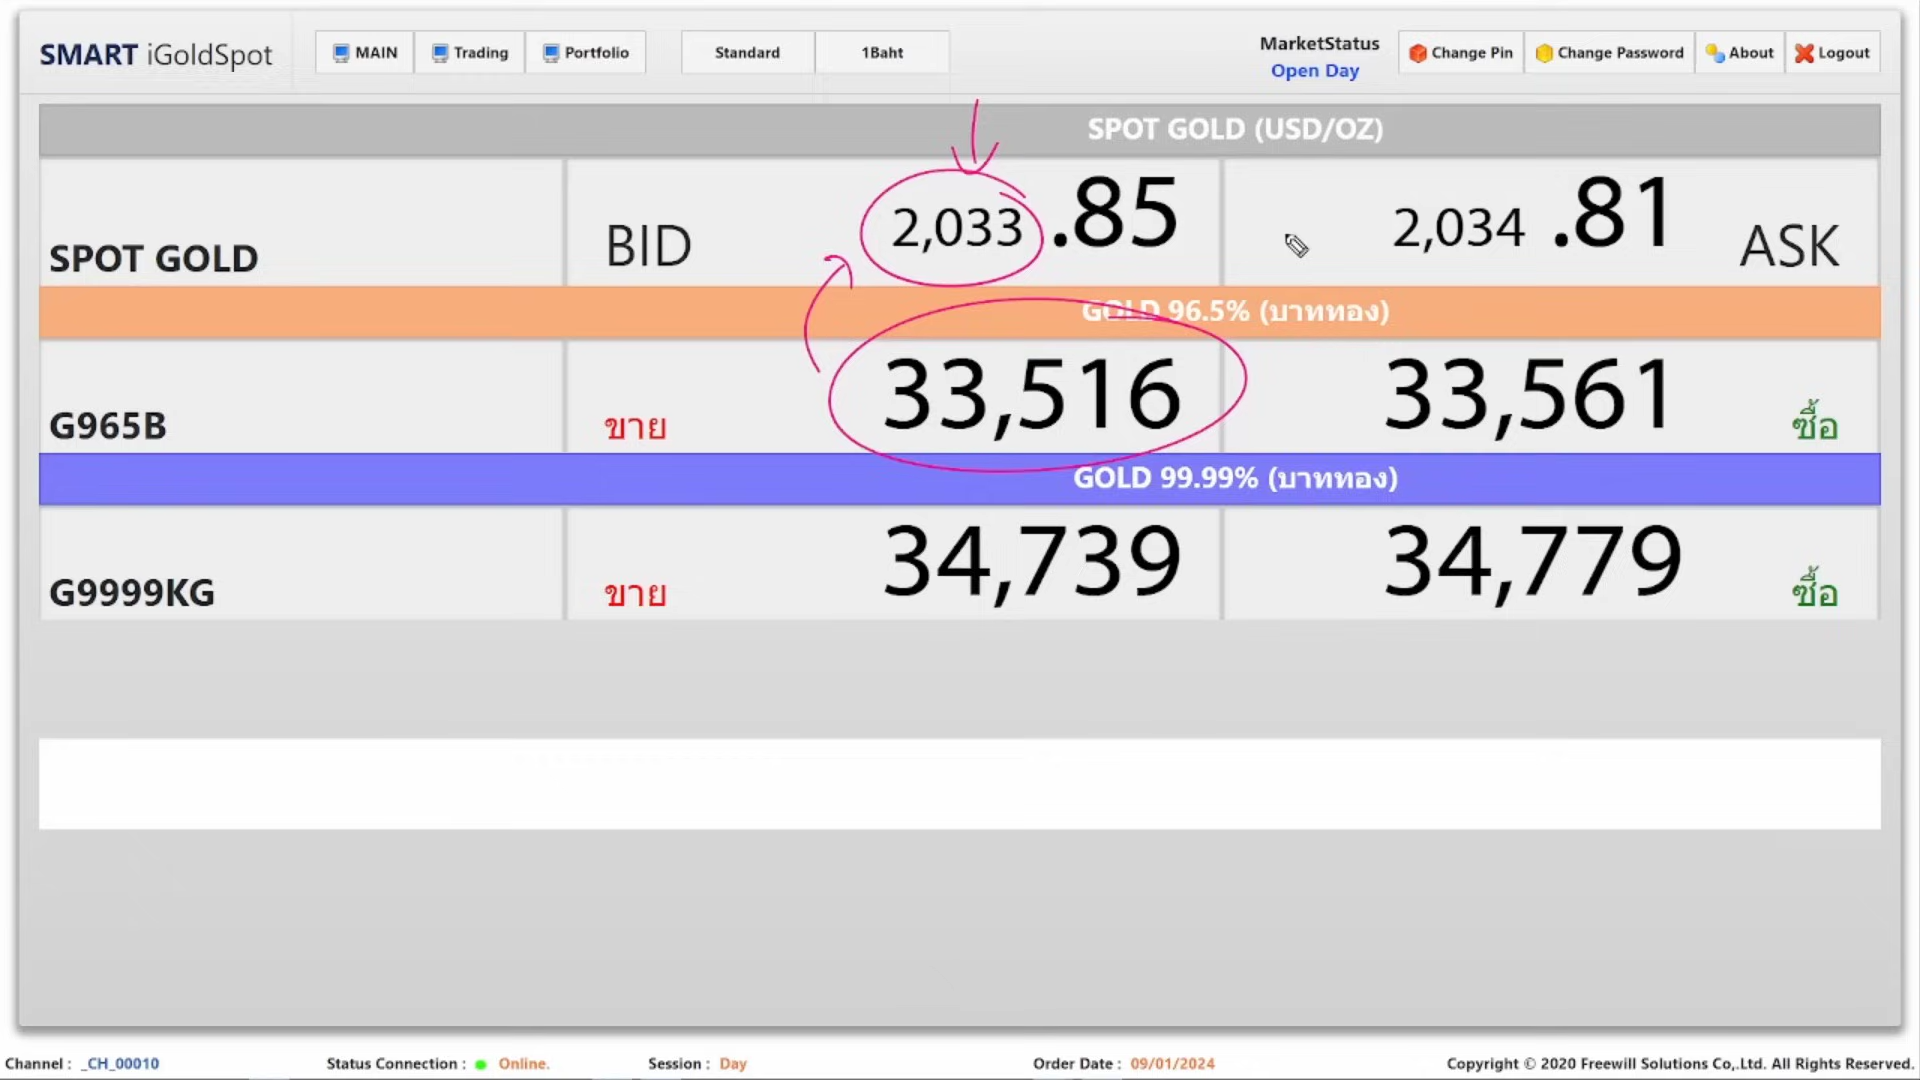 SMART iGoldSpot
MAIN
Trading
Portfolio
Standard
1Baht
MarketStatus
Open Day
Change Pin
Change Password
About
Logout
SPOT GOLD (USD/OZ)
SPOT GOLD
BID 2,033 .85
2,034 .81 ASK
GOLD 96.5% (บาททอง)
G965B
ขาย 33,516
33,561 ซื้อ
GOLD 99.99% (บาททอง)
G9999KG
ขาย 34,739
34,779 ซื้อ
Channel : _CH_00010
Status Connection : Online.
Session : Day
Order Date : 09/01/2024
Copyright © 2020 Freewill Solutions Co,.Ltd. All Rights Reserved.